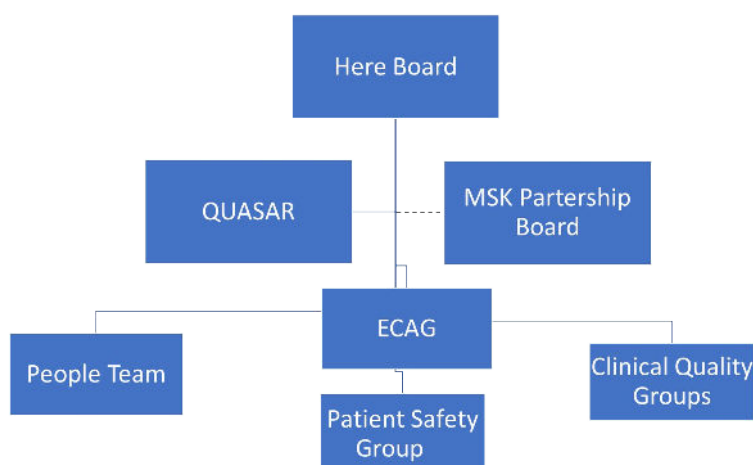 Here Board
QUASAR
MSK Partership
Board
ECAG
People Team
Patient Safety
Group
Clinical Quality
Groups